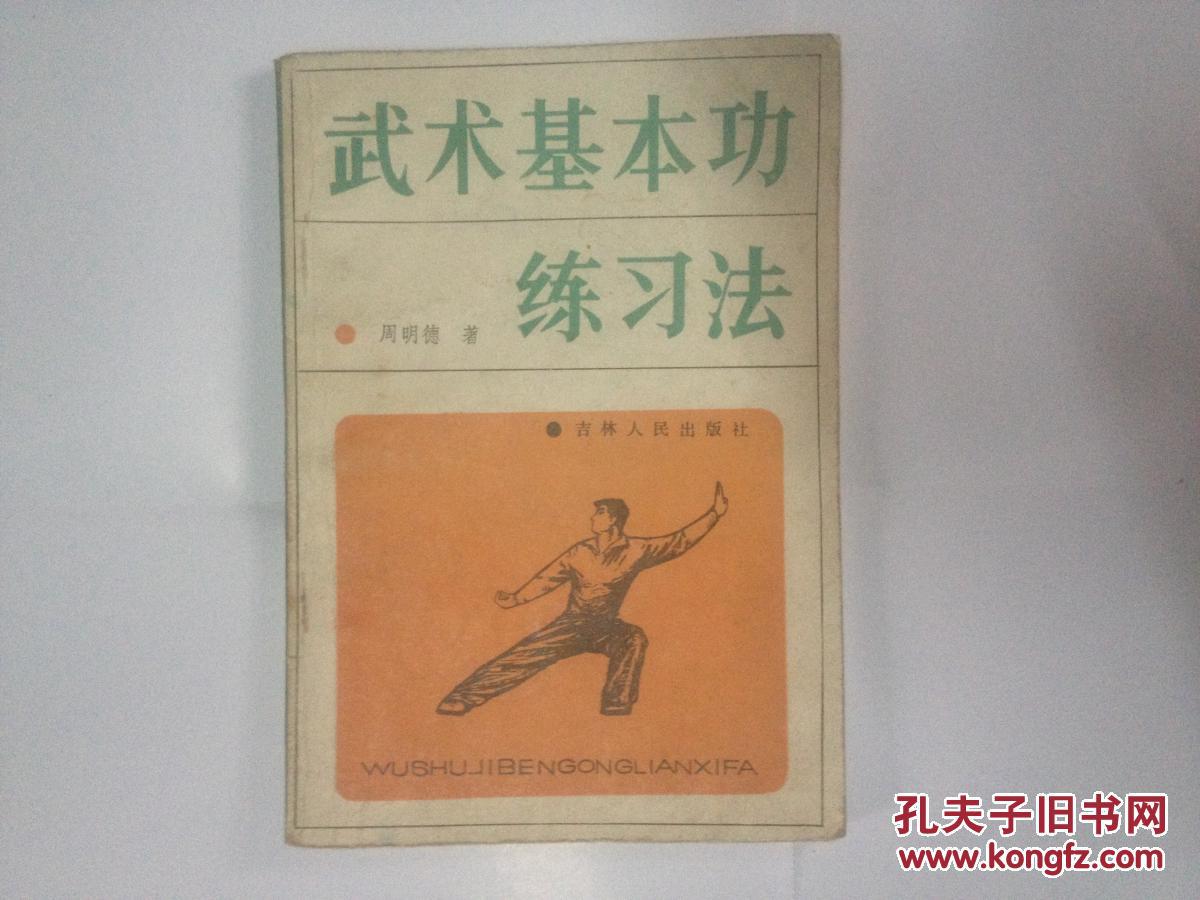 武术基本功
练习法
周明德 著
吉林人民出版社
WUSHUJIBENGONGLIANXIFA
孔夫子旧书网
www.kongfz.com